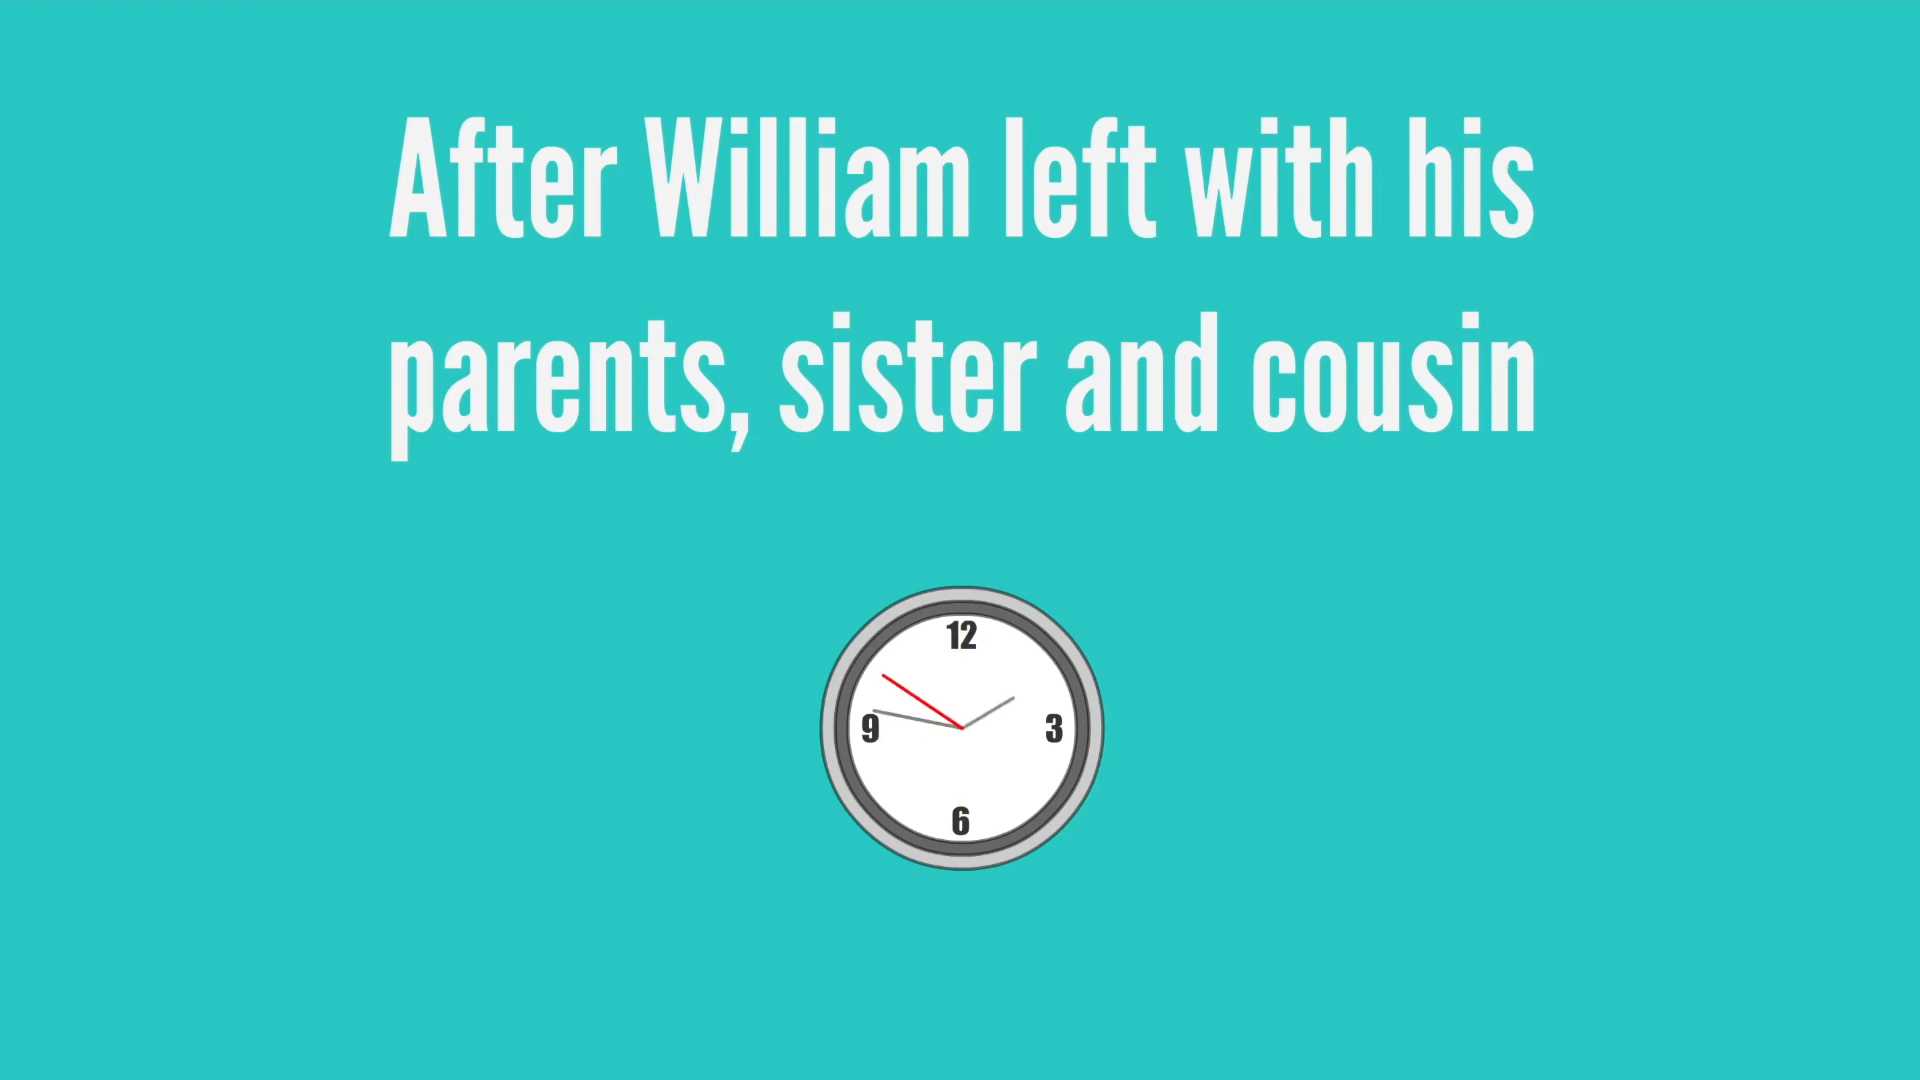 After William left with his
parents, sister and cousin
12
9
3
6